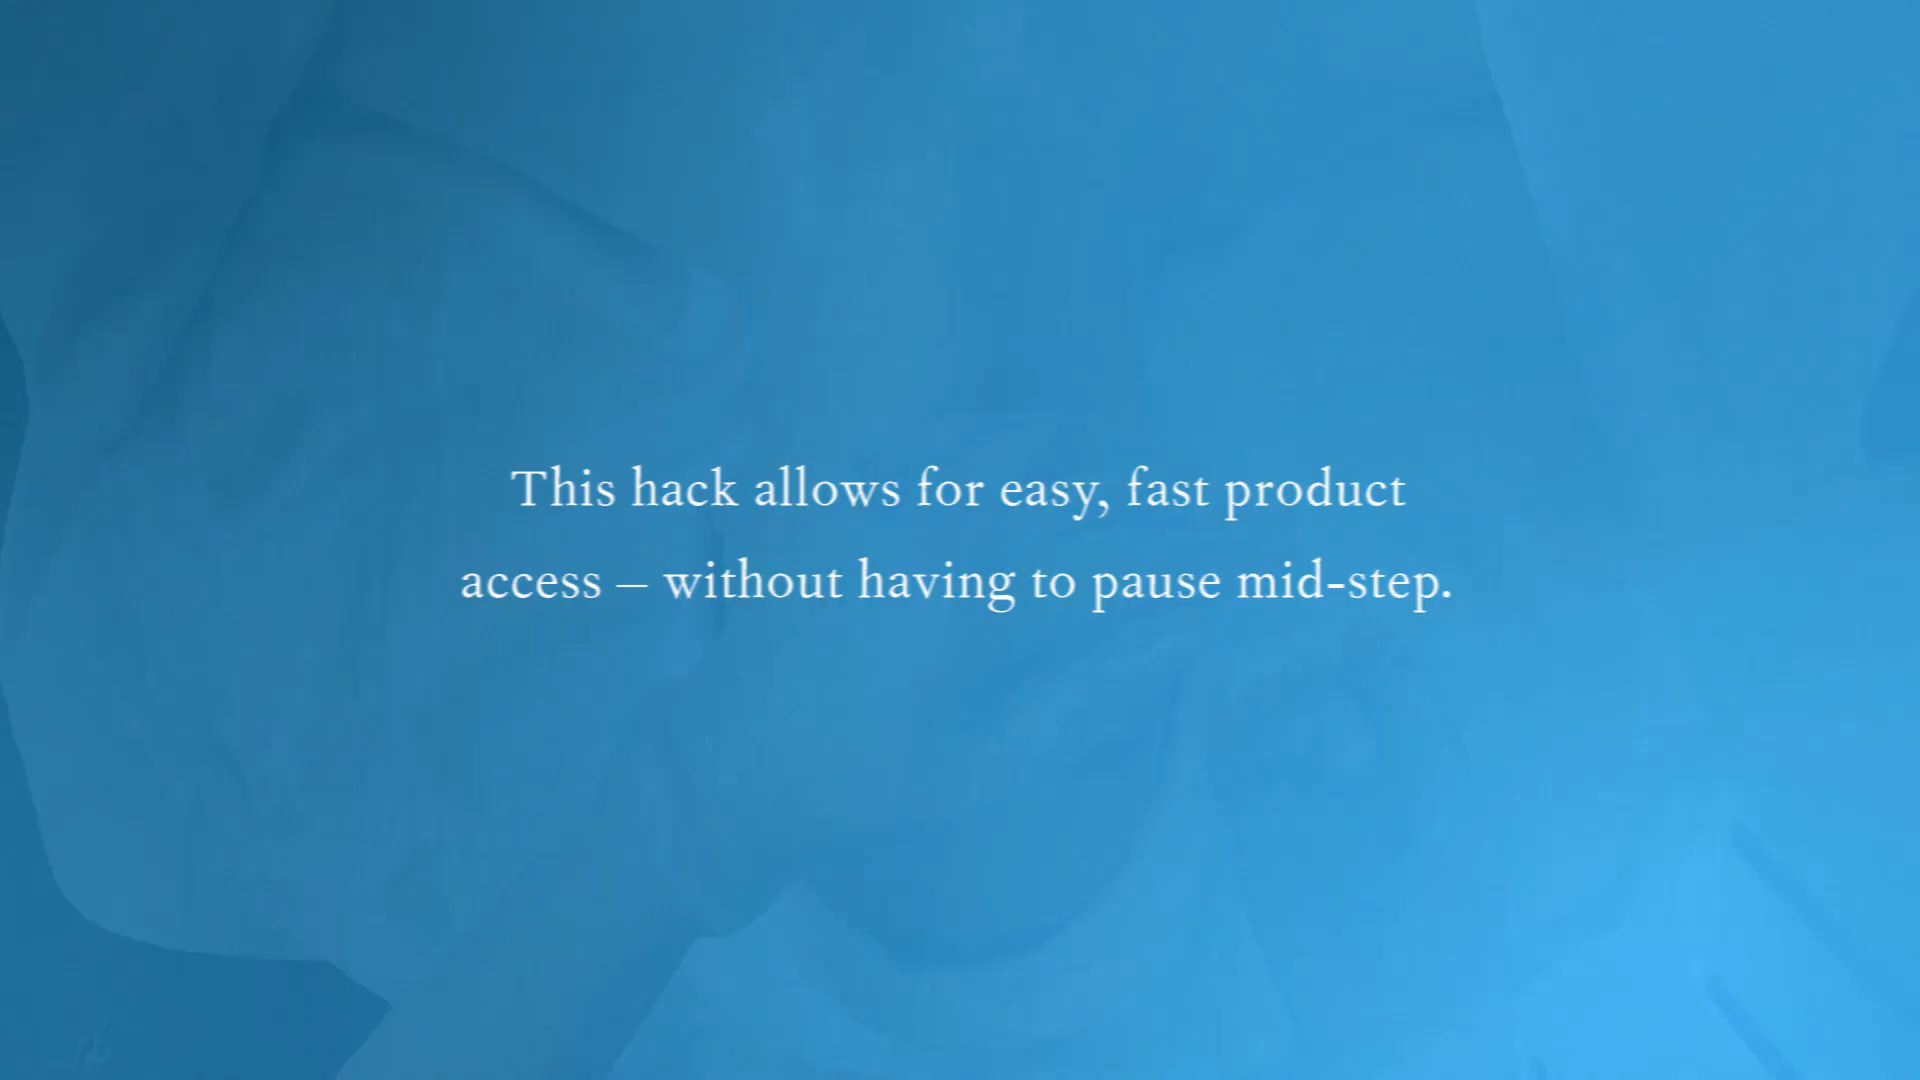 This hack allows for easy, fast product
access – without having to pause mid-step.